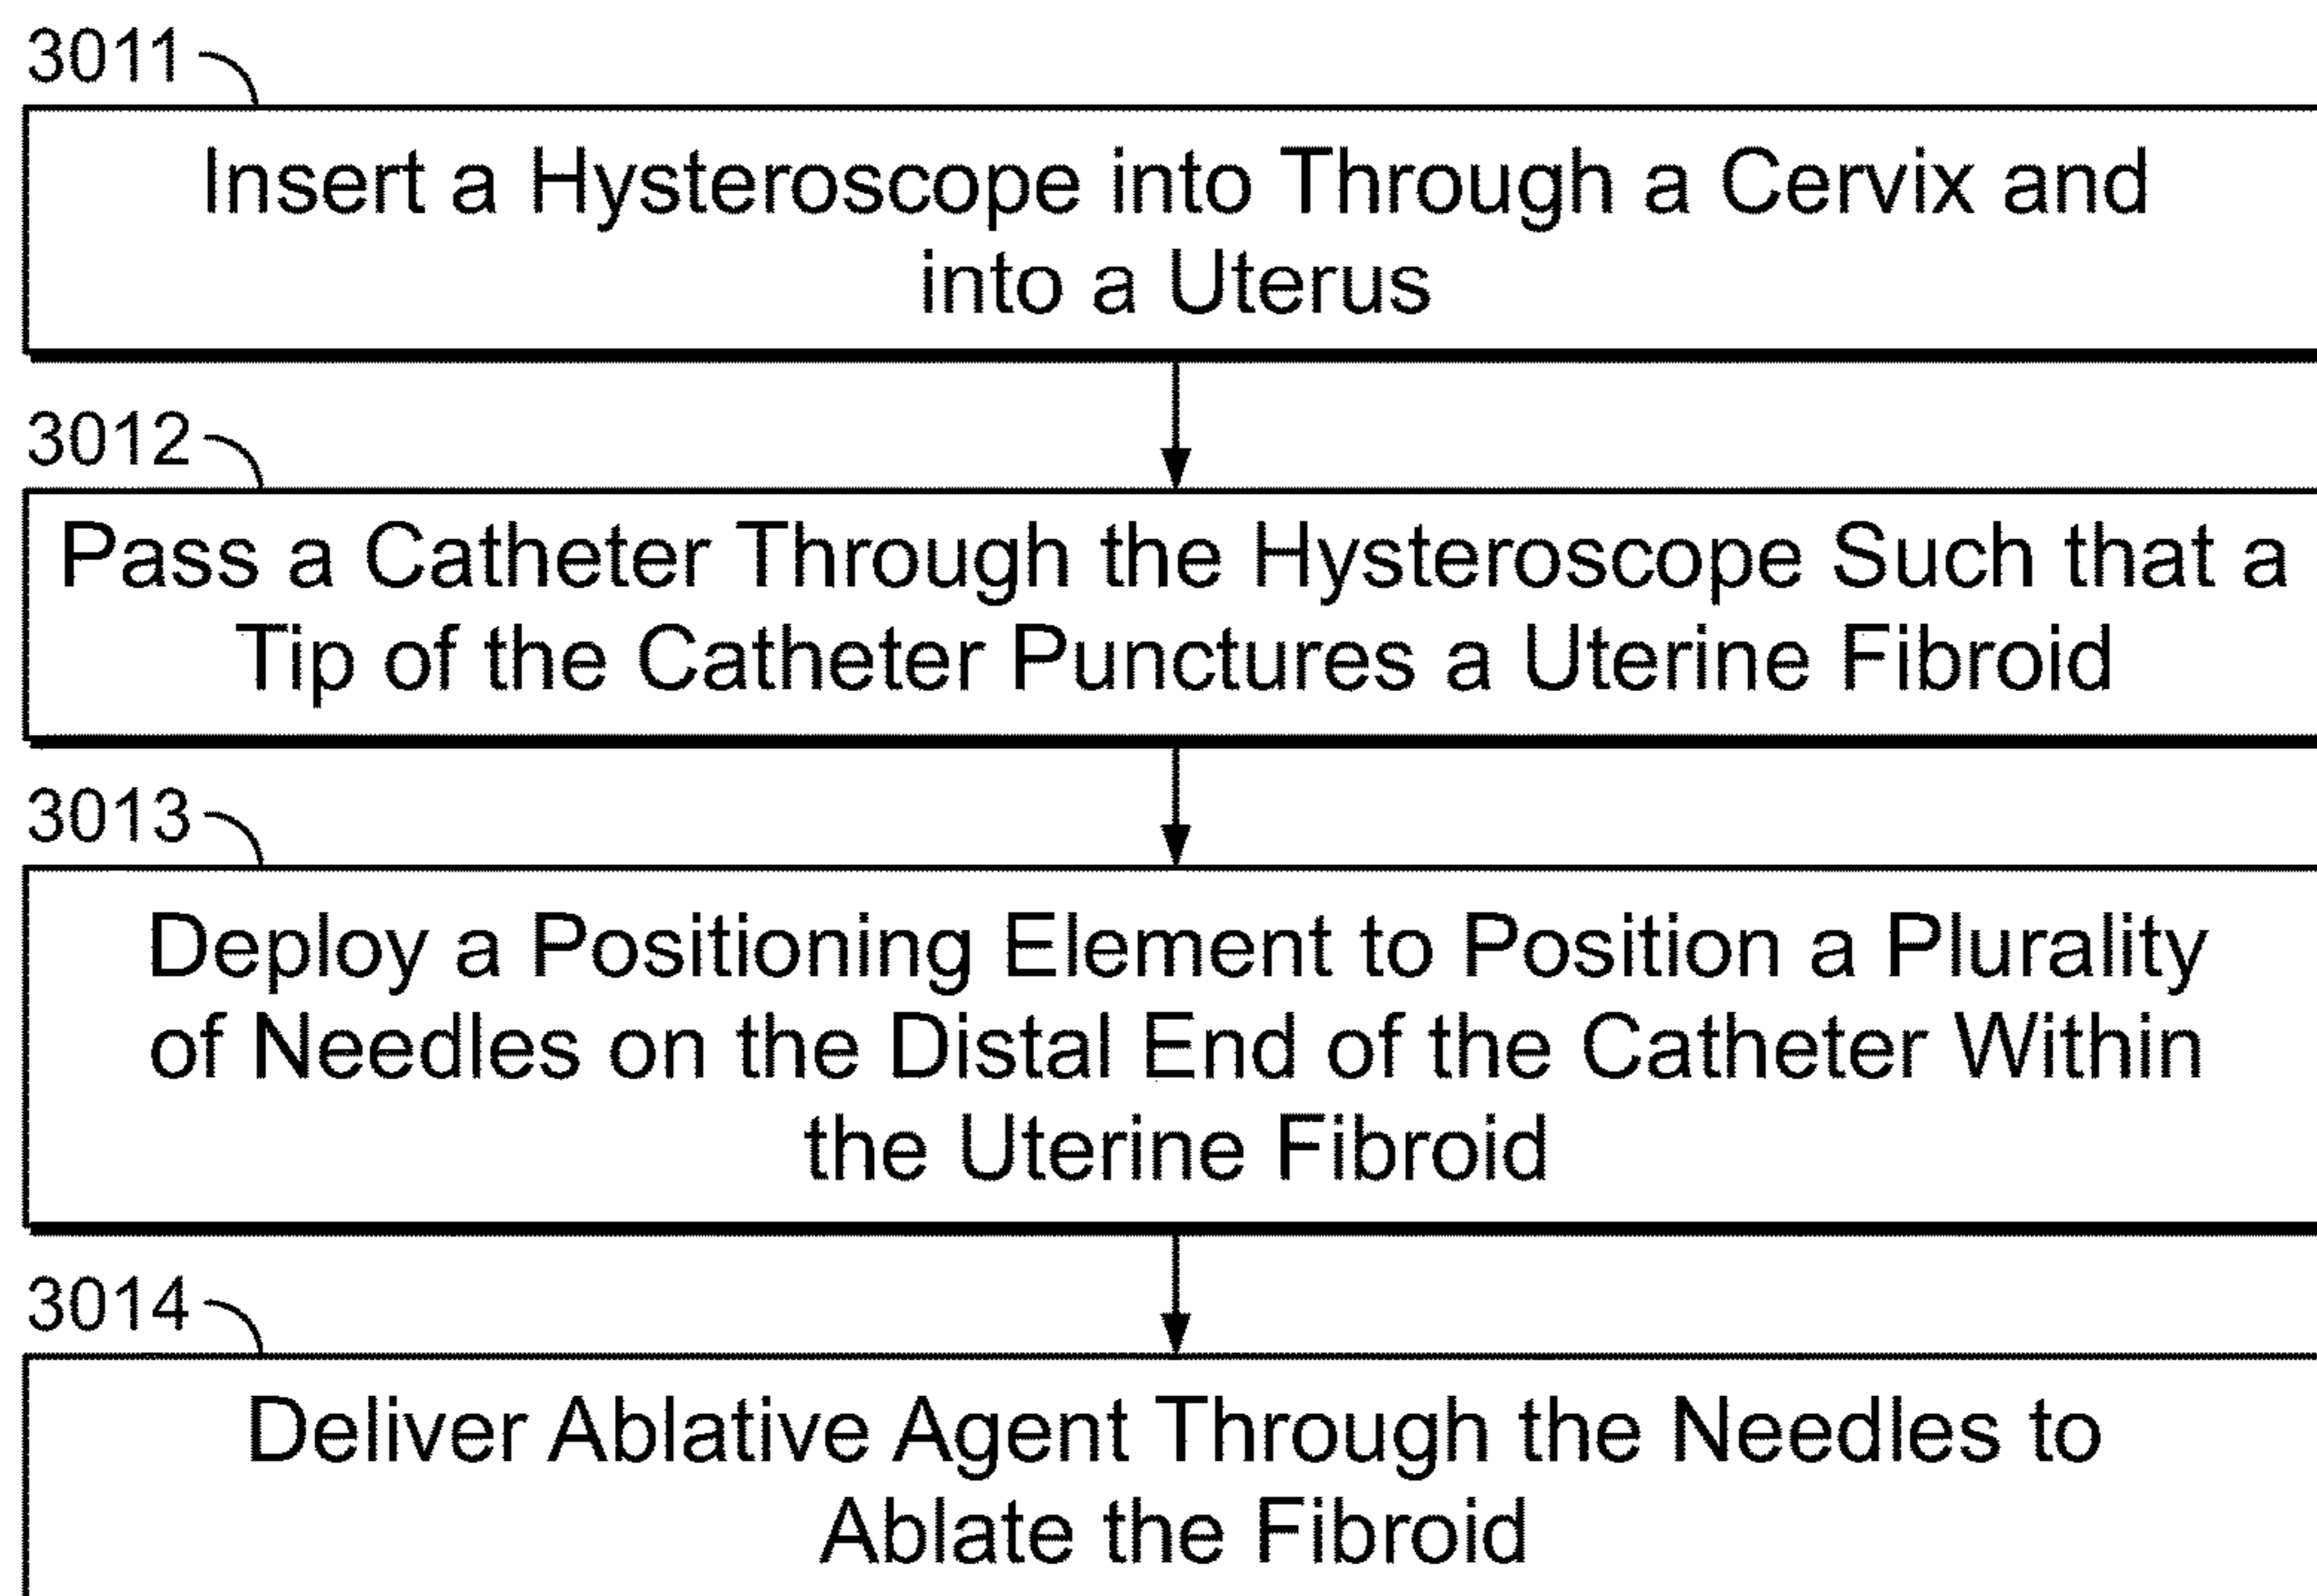 3011
Insert a Hysteroscope into Through a Cervix and
into a Uterus
3012
Pass a Catheter Through the Hysteroscope Such that a
Tip of the Catheter Punctures a Uterine Fibroid
3013
Deploy a Positioning Element to Position a Plurality
of Needles on the Distal End of the Catheter Within
the Uterine Fibroid
3014
Deliver Ablative Agent Through the Needles to
Ablate the Fibroid